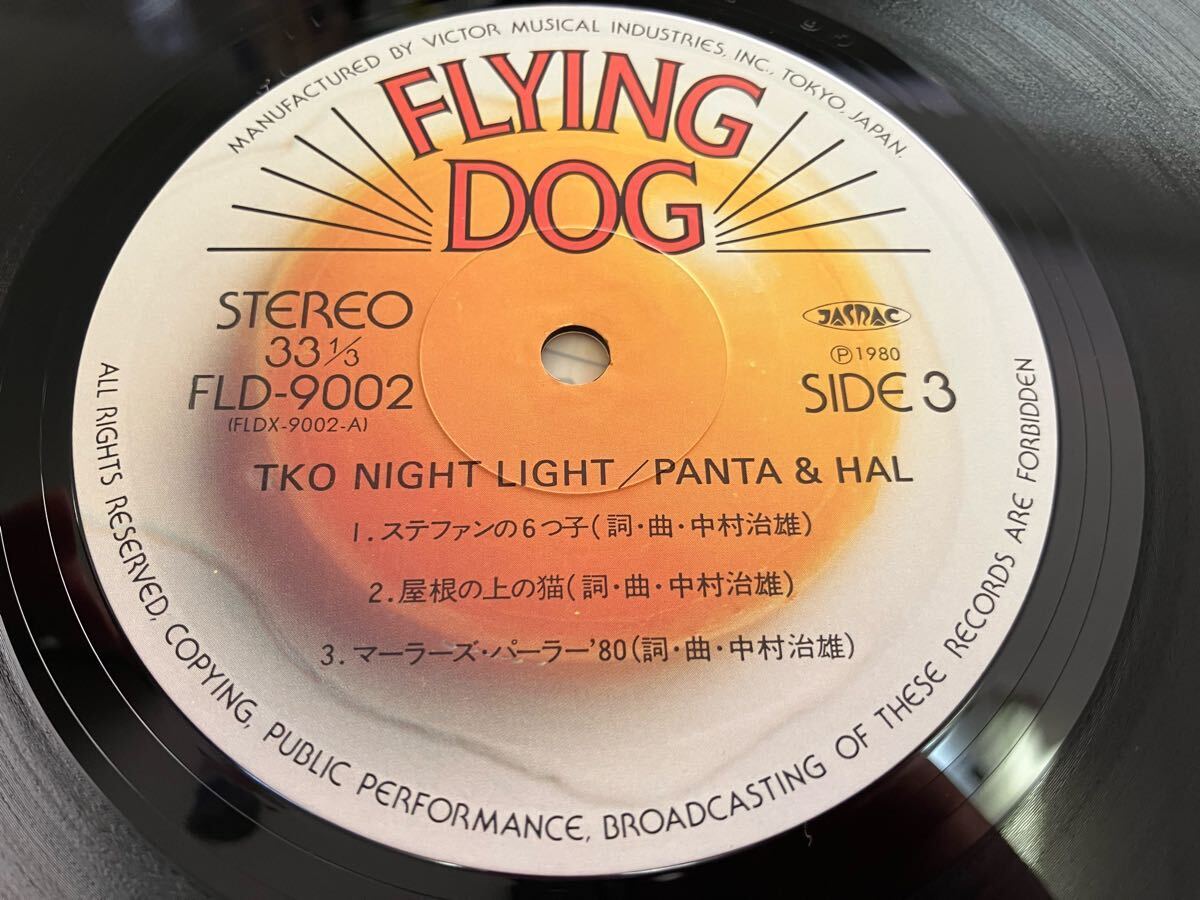 MANUFACTURED BY VICTOR MUSICAL INDUSTRIES, INC., TOKYO, JAPAN.
FLYING
DOG
STEREO
33 1/3
FLD-9002
(FLDX-9002-A)
JASRAC
Ⓟ1980
SIDE 3
TKO NIGHT LIGHT/PANTA & HAL
1. ステファンの6つ子(詞・曲・中村治雄)
2. 屋根の上の猫(詞・曲・中村治雄)
3. マーラーズ・パーラー'80(詞・曲・中村治雄)
ALL RIGHTS RESERVED, COPYING, PUBLIC PERFORMANCE, BROADCASTING OF THESE RECORDS ARE FORBIDDEN